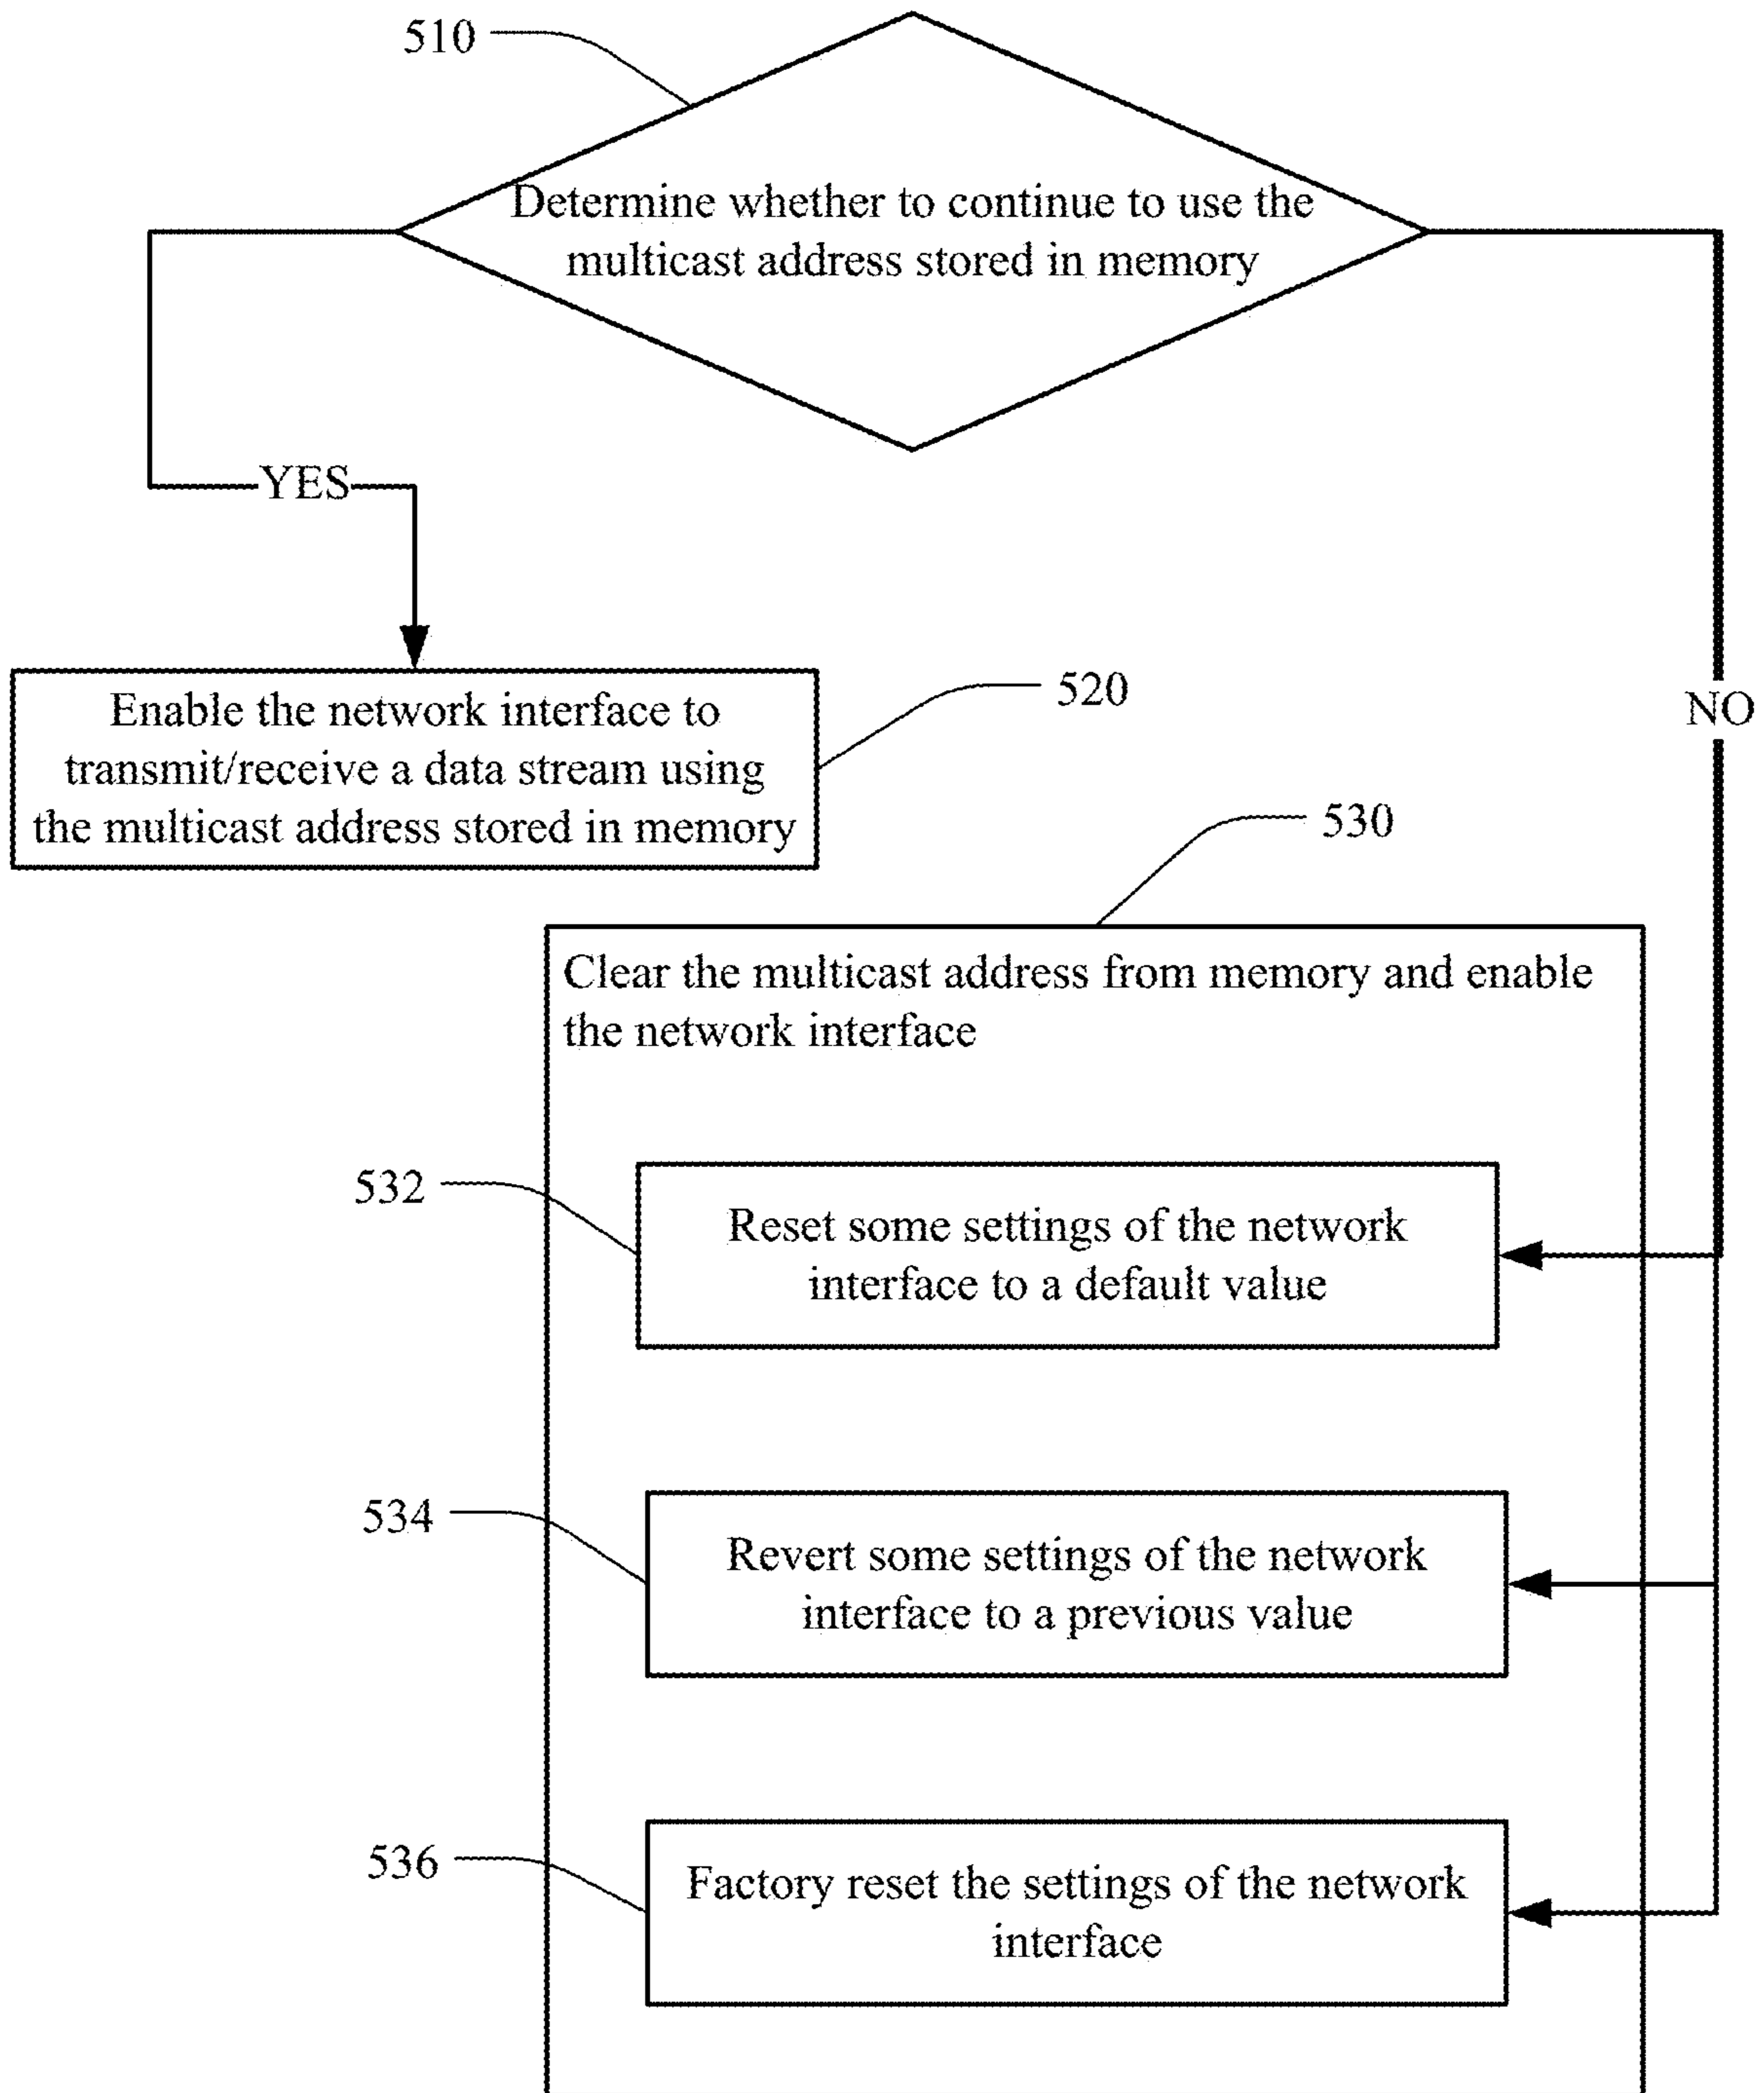 510
Determine whether to continue to use the
multicast address stored in memory
YES
Enable the network interface to
transmit/receive a data stream using
the multicast address stored in memory
520
NO
530
Clear the multicast address from memory and enable
the network interface
532
Reset some settings of the network
interface to a default value
534
Revert some settings of the network
interface to a previous value
536
Factory reset the settings of the network
interface